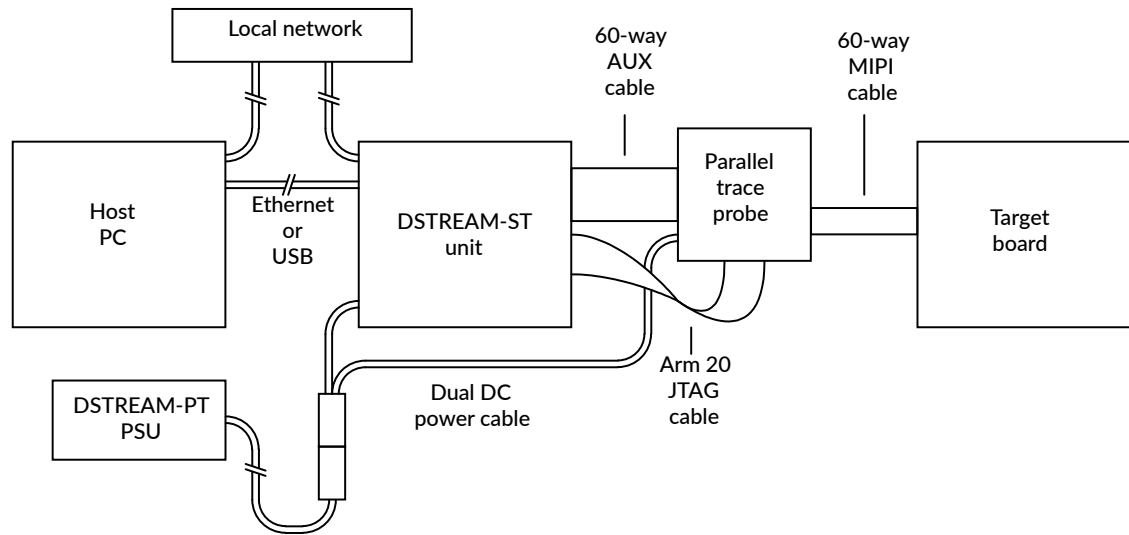 Local network
60-way
AUX
cable
60-way
MIPI
cable
Host
PC
Ethernet
or
USB
DSTREAM-ST
unit
Parallel
trace
probe
Target
board
DSTREAM-PT
PSU
Dual DC
power cable
Arm 20
JTAG
cable